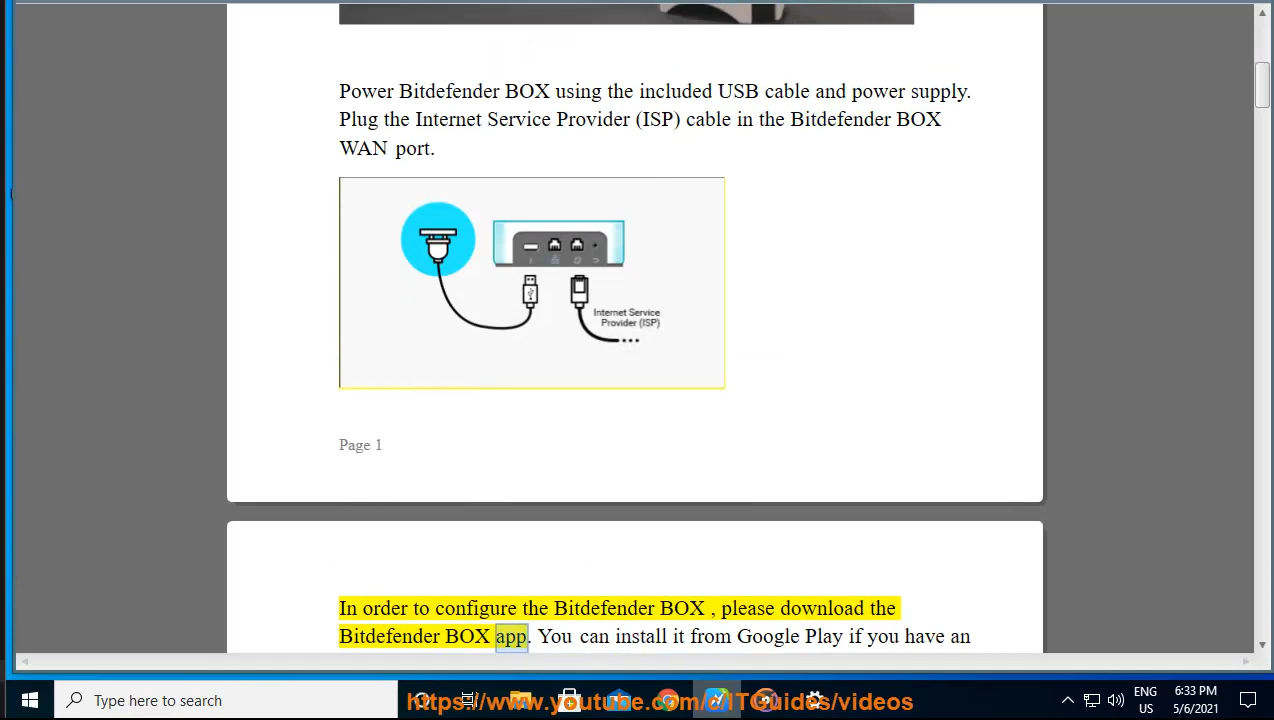 Power Bitdefender BOX using the included USB cable and power supply.
Plug the Internet Service Provider (ISP) cable in the Bitdefender BOX
WAN port.
Internet Service
Provider (ISP)
Page 1
In order to configure the Bitdefender BOX , please download the
Bitdefender BOX app. You can install it from Google Play if you have an
Type here to search
https://www.youtube.com/c/ITGuides/videos
ENG
US
6:33 PM
5/6/2021